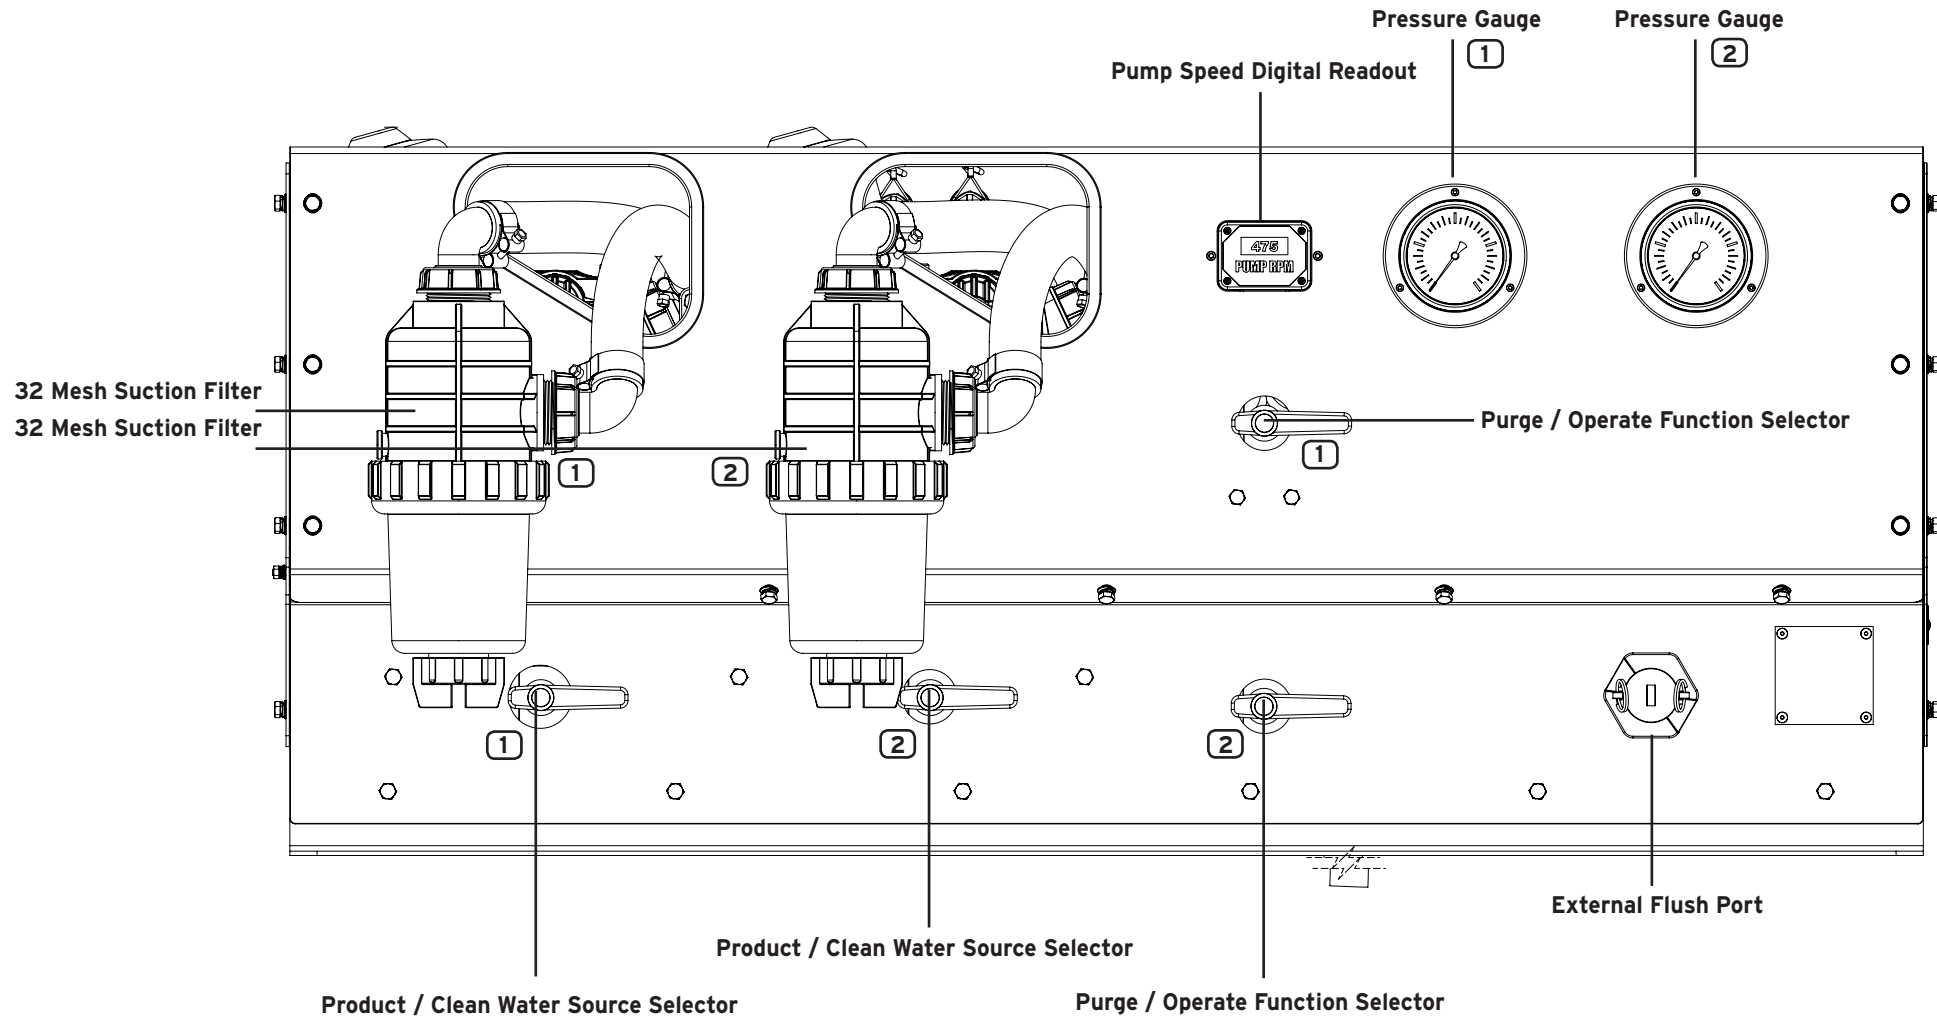 Pressure Gauge
1
Pressure Gauge
2
Pump Speed Digital Readout
475
PUMP RPM
32 Mesh Suction Filter
32 Mesh Suction Filter
1
2
Purge / Operate Function Selector
1
1
2
2
External Flush Port
Product / Clean Water Source Selector
Product / Clean Water Source Selector
Purge / Operate Function Selector